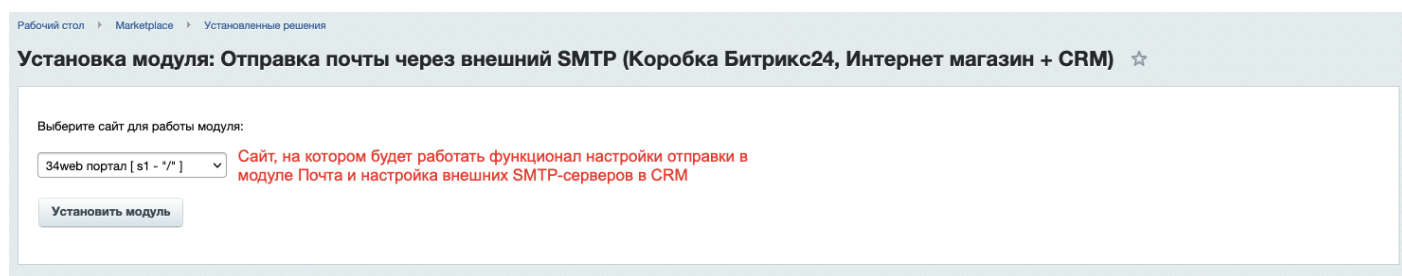 Рабочий стол Marketplace Установленные решения
Установка модуля: Отправка почты через внешний SMTP (Коробка Битрикс24, Интернет магазин + CRM)
Выберите сайт для работы модуля:
34web портал [ s1 - "/" ]
Сайт, на котором будет работать функционал настройки отправки в
модуле Почта и настройка внешних SMTP-серверов в CRM
Установить модуль